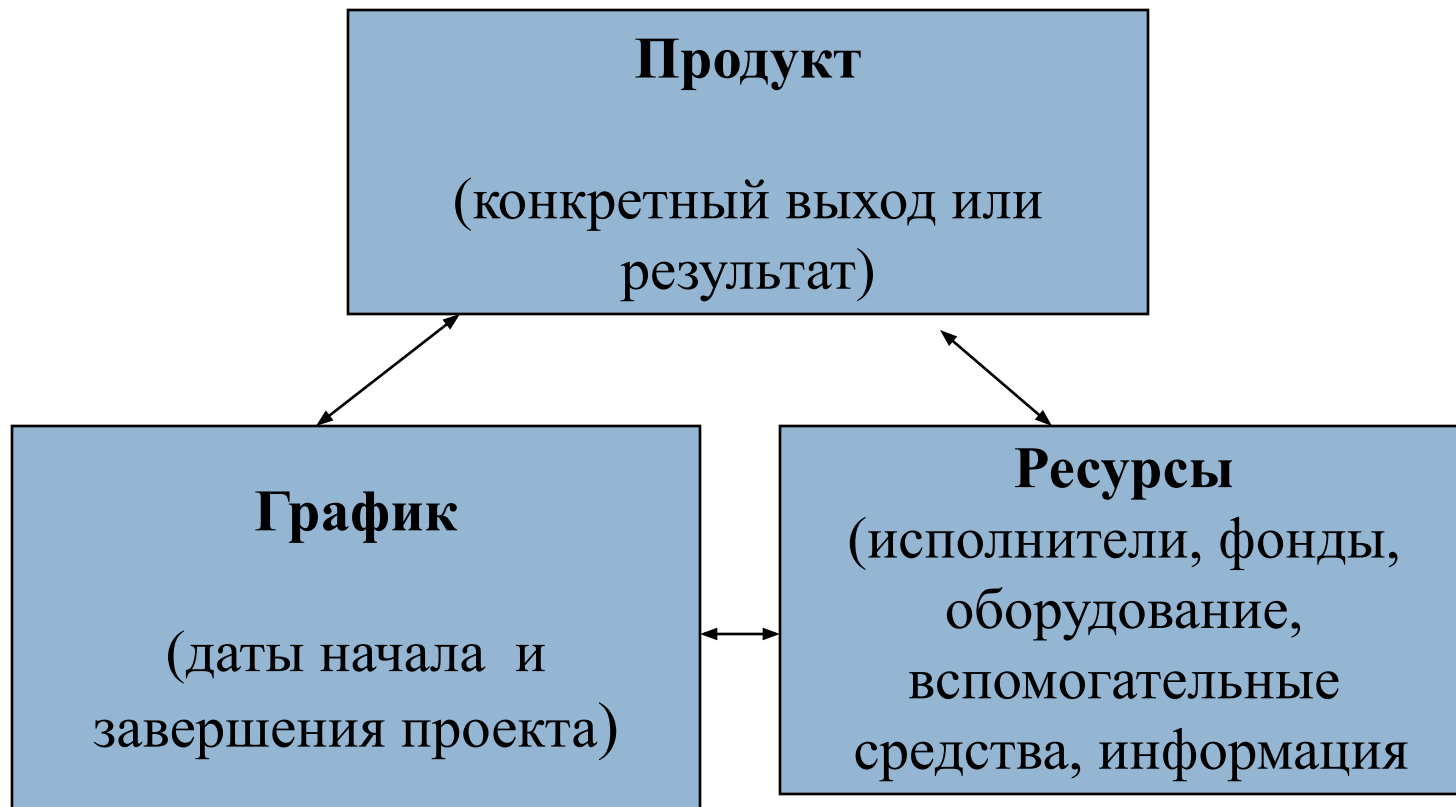 Продукт
(конкретный выход или
результат)
График
(даты начала и
завершения проекта)
Ресурсы
(исполнители, фонды,
оборудование,
вспомогательные
средства, информация